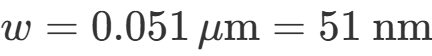 w = 0.051 μm = 51 nm